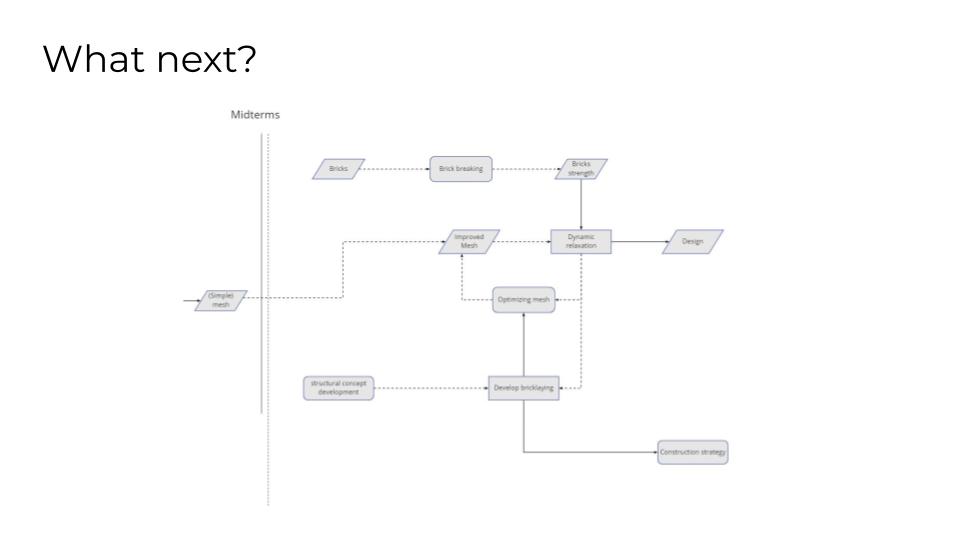 What next?
Midterms
Bricks
Brick breaking
Bricks
strength
Improved
Mesh
Dynamic
relaxation
Design
(Simple)
mesh
Optimizing mesh
structural concept
development
Develop bricklaying
Construction strategy